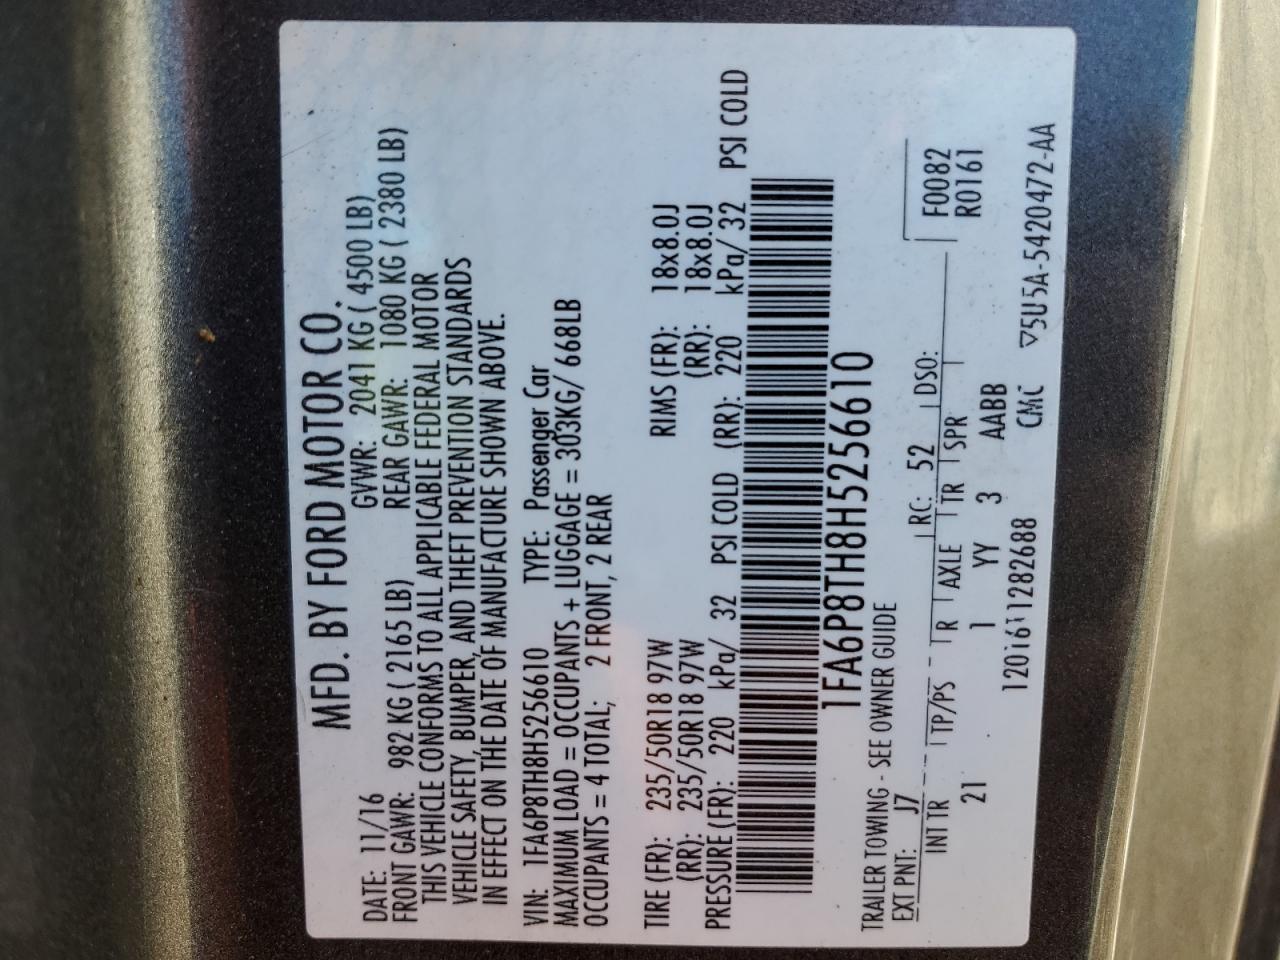 MFD. BY FORD MOTOR CO.
DATE: 11/16 GVWR: 2041 KG ( 4500 LB)
FRONT GAWR: 982 KG ( 2165 LB) REAR GAWR: 1080 KG ( 2380 LB)
THIS VEHICLE CONFORMS TO ALL APPLICABLE FEDERAL MOTOR
VEHICLE SAFETY, BUMPER, AND THEFT PREVENTION STANDARDS
IN EFFECT ON THE DATE OF MANUFACTURE SHOWN ABOVE.
VIN: 1FA6P8TH8H5256610 TYPE: Passenger Car
MAXIMUM LOAD = OCCUPANTS + LUGGAGE = 303KG/ 668LB
OCCUPANTS = 4 TOTAL; 2 FRONT, 2 REAR
TIRE (FR): 235/50R18 97W RIMS (FR): 18x8.0J
(RR): 235/50R18 97W (RR): 18x8.0J
PRESSURE (FR): 220 kPa/ 32 PSI COLD (RR): 220 kPa/ 32 PSI COLD
1FA6P8TH8H5256610
TRAILER TOWING - SEE OWNER GUIDE
EXT PNT: J7 RC: 52 DSO: F0082
INT TR TP/PS R AXLE TR SPR R0161
21 1 YY 3 AABB
1201611282688 CMC ▽5U5A-5420472-AA